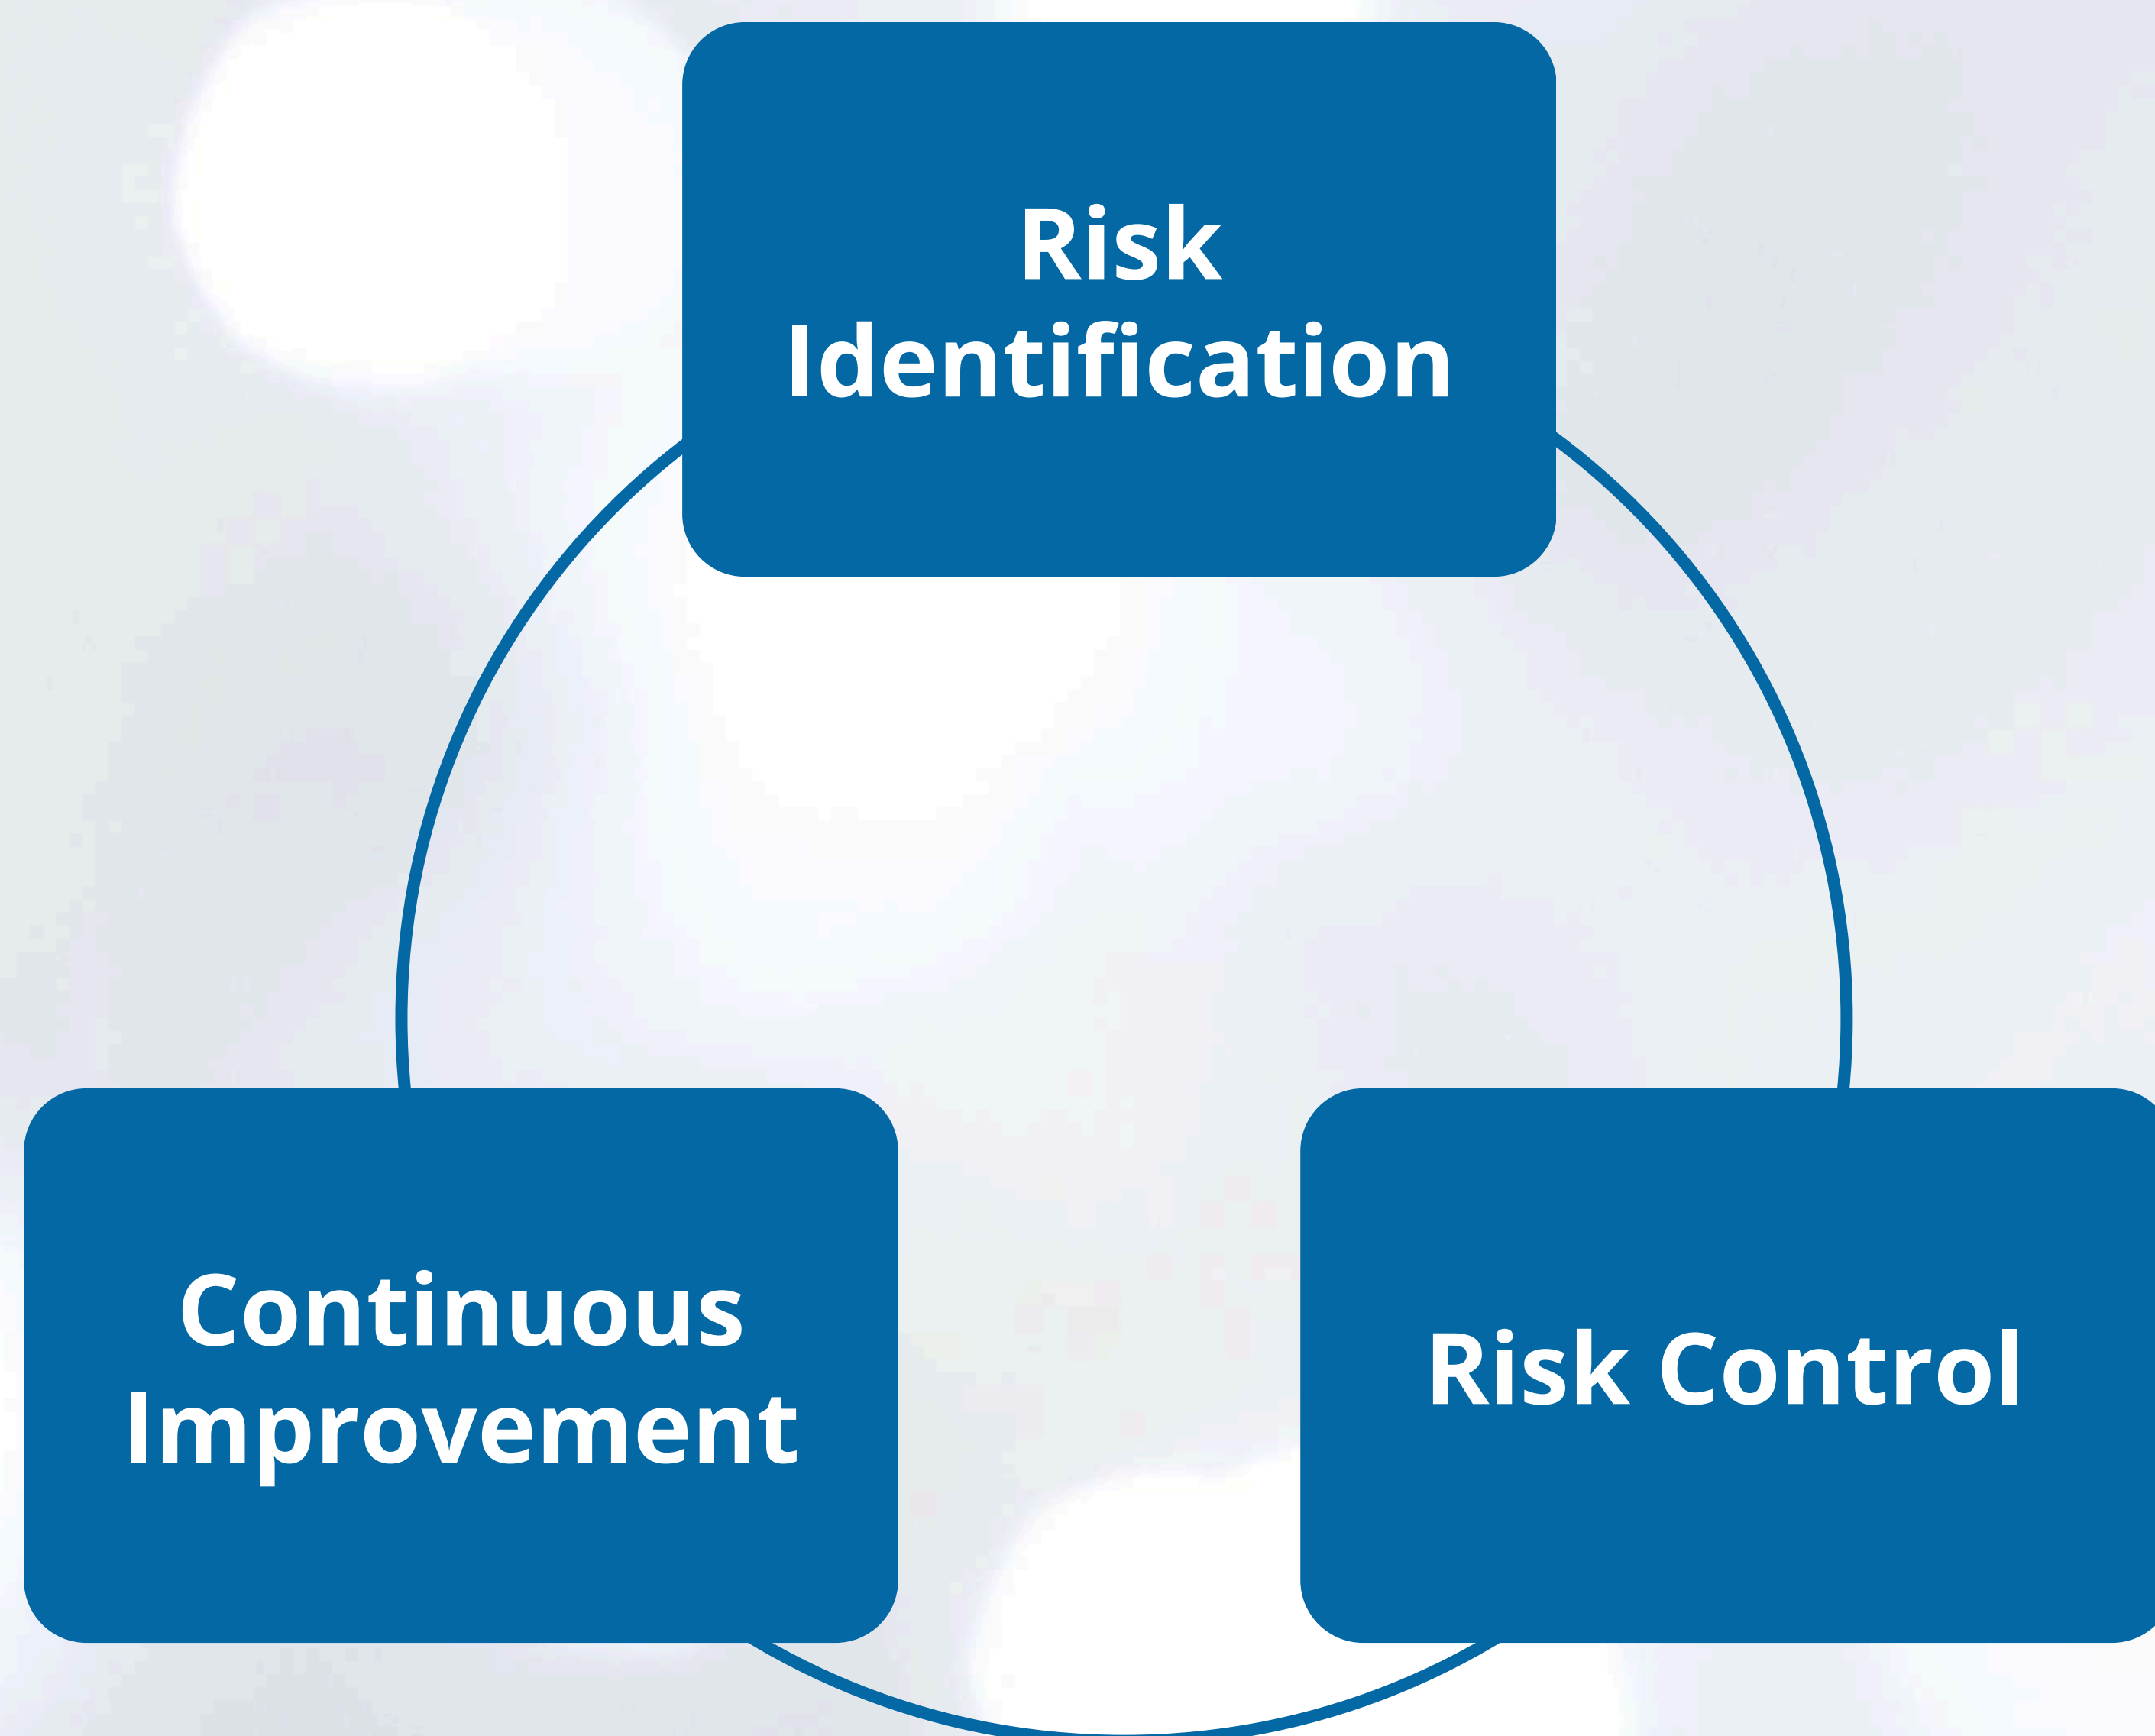 Risk
Identification
Continuous
Improvement
Risk Control